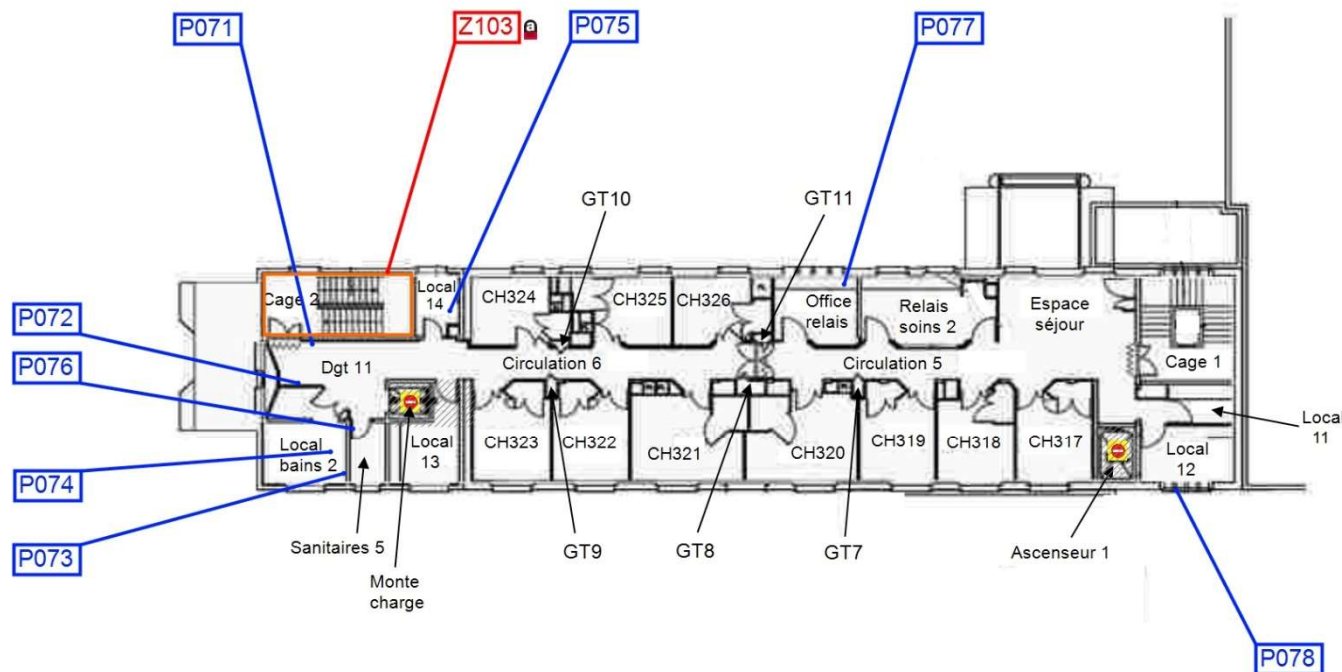 P071
Z103
a
P075
P077
GT10
GT11
P072
P076
P074
P073
Cage 2
Local
14
CH324
CH325
CH326
Office
relais
Relais
soins 2
Espace
séjour
Cage 1
Dgt 11
Circulation 6
Circulation 5
Local
bains 2
Local
13
CH323
CH322
CH321
CH320
CH319
CH318
CH317
Local
12
Local
11
Sanitaires 5
Monte
charge
GT9
GT8
GT7
Ascenseur 1
P078